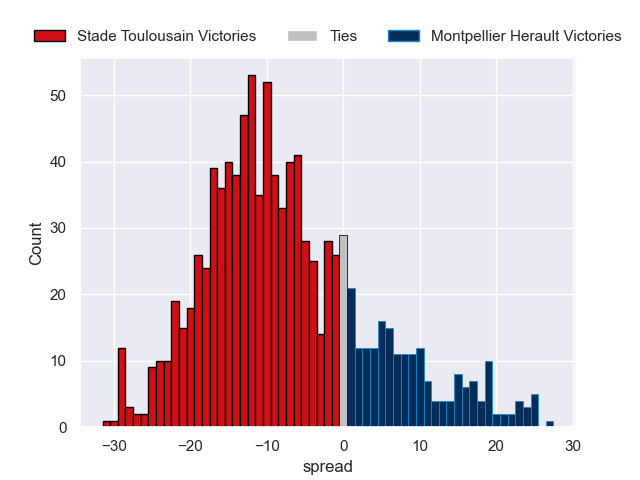 Stade Toulousain Victories Ties Montpellier Herault Victories
50
40
30
20
10
0
Count
−30 −20 −10 0 10 20 30
spread